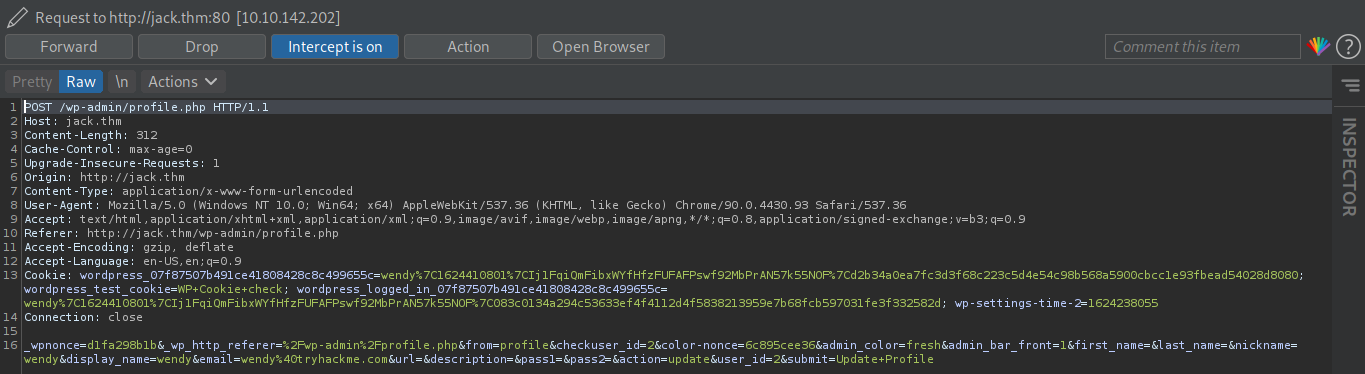 Request to http://jack.thm:80 [10.10.142.202]
Forward Drop Intercept is on Action Open Browser Comment this item ?
Pretty Raw \n Actions
1 POST /wp-admin/profile.php HTTP/1.1
2 Host: jack.thm
3 Content-Length: 312
4 Cache-Control: max-age=0
5 Upgrade-Insecure-Requests: 1
6 Origin: http://jack.thm
7 Content-Type: application/x-www-form-urlencoded
8 User-Agent: Mozilla/5.0 (Windows NT 10.0; Win64; x64) AppleWebKit/537.36 (KHTML, like Gecko) Chrome/90.0.4430.93 Safari/537.36
9 Accept: text/html,application/xhtml+xml,application/xml;q=0.9,image/avif,image/webp,image/apng,*/*;q=0.8,application/signed-exchange;v=b3;q=0.9
10 Referer: http://jack.thm/wp-admin/profile.php
11 Accept-Encoding: gzip, deflate
12 Accept-Language: en-US,en;q=0.9
13 Cookie: wordpress_07f87507b491ce41808428c8c499655c=wendy%7C1624410801%7CIj1FqiQmFibxWYfHfzFUFAFPswf92MbPrAN57k55NOF%7Cd2b34a0ea7fc3d3f68c223c5d4e54c98b568a5900cbcc1e93fbead54028d8080;
wordpress_test_cookie=WP+Cookie+check; wordpress_logged_in_07f87507b491ce41808428c8c499655c=
wendy%7C1624410801%7CIj1FqiQmFibxWYfHfzFUFAFPswf92MbPrAN57k55NOF%7C083c0134a294c53633ef4f4112d4f5838213959e7b68fcb597031fe3f332582d; wp-settings-time-2=1624238055
14 Connection: close
15
16 _wpnonce=d1fa298b1b&_wp_http_referer=%2Fwp-admin%2Fprofile.php&from=profile&checkuser_id=2&color-nonce=6c895cee36&admin_color=fresh&admin_bar_front=1&first_name=&last_name=&nickname=
wendy&display_name=wendy&email=wendy%40tryhackme.com&url=&description=&pass1=&pass2=&action=update&user_id=2&submit=Update+Profile
INSPECTOR